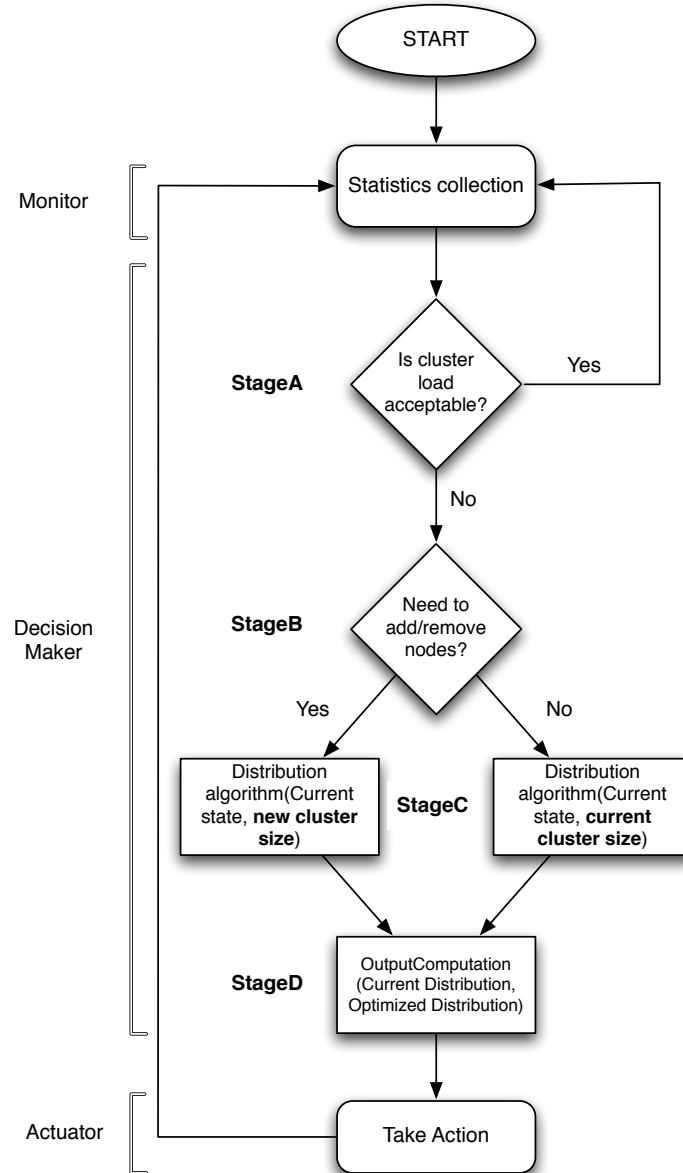 START
Monitor
Statistics collection
StageA
Is cluster
load
acceptable?
Yes
No
Decision
Maker
StageB
Need to
add/remove
nodes?
Yes
No
Distribution
algorithm(Current
state, new cluster
size)
StageC
Distribution
algorithm(Current
state, current
cluster size)
StageD
OutputComputation
(Current Distribution,
Optimized Distribution)
Actuator
Take Action